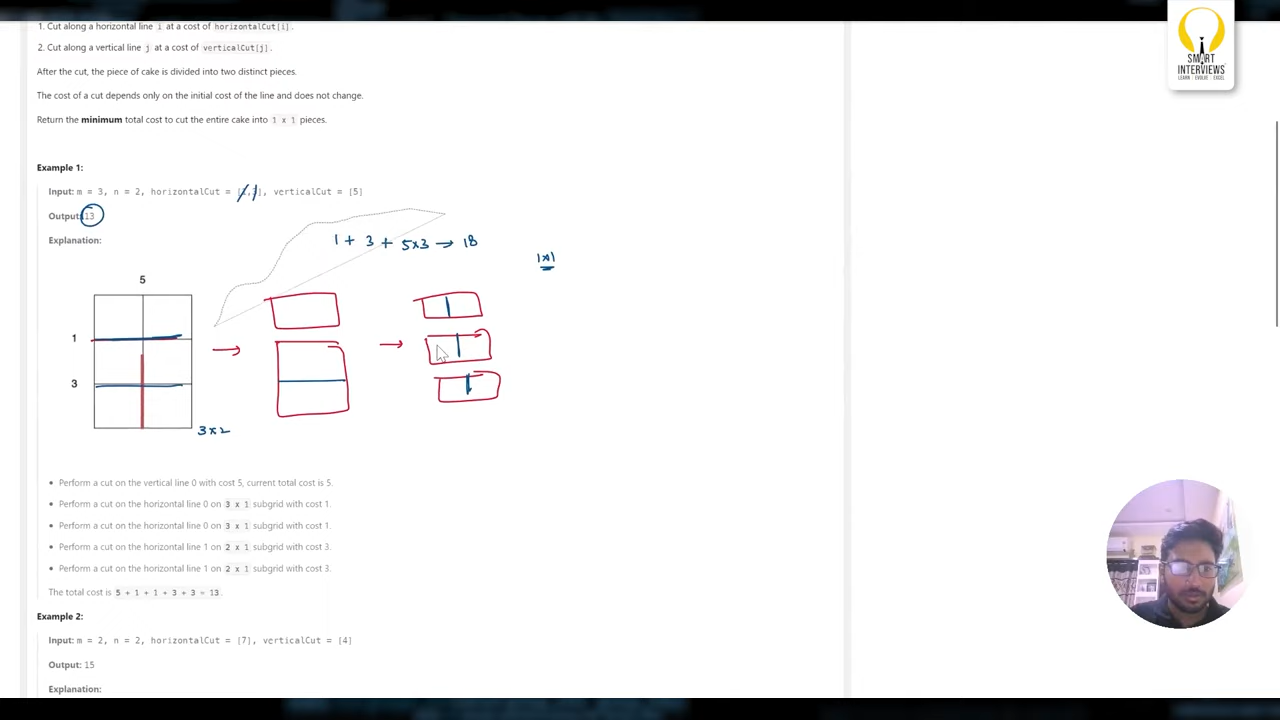 1. Cut along a horizontal line i at a cost of horizontalCut[i].
2. Cut along a vertical line j at a cost of verticalCut[j].
After the cut, the piece of cake is divided into two distinct pieces.
The cost of a cut depends only on the initial cost of the line and does not change.
Return the minimum total cost to cut the entire cake into 1 x 1 pieces.
SMART
INTERVIEWS
LEARN | EVOLVE | EXCEL
Example 1:
Input: m = 3, n = 2, horizontalCut = [1,3], verticalCut = [5]
Output: 13
Explanation:
1 + 3 + 5x3 → 18
1x1
5
1
3
3x2
• Perform a cut on the vertical line 0 with cost 5, current total cost is 5.
• Perform a cut on the horizontal line 0 on 3 x 1 subgrid with cost 1.
• Perform a cut on the horizontal line 0 on 3 x 1 subgrid with cost 1.
• Perform a cut on the horizontal line 1 on 2 x 1 subgrid with cost 3.
• Perform a cut on the horizontal line 1 on 2 x 1 subgrid with cost 3.
The total cost is 5 + 1 + 1 + 3 + 3 = 13.
Example 2:
Input: m = 2, n = 2, horizontalCut = [7], verticalCut = [4]
Output: 15
Explanation: